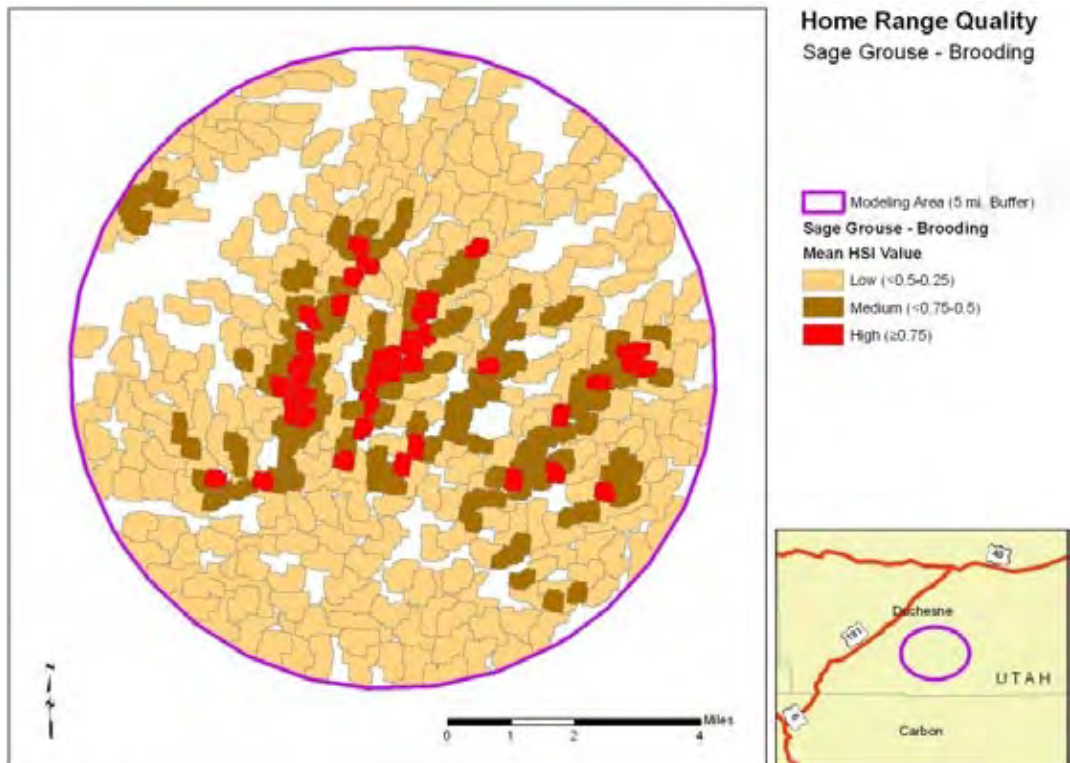 Home Range Quality
Sage Grouse - Brooding
Modeling Area (5 mi. Buffer)
Sage Grouse - Brooding
Mean HSI Value
Low (<0.5-0.25)
Medium (<0.75-0.5)
High (≥0.75)
Miles
0 1 2 4
40
Duchesne
191
UTAH
6
Carbon